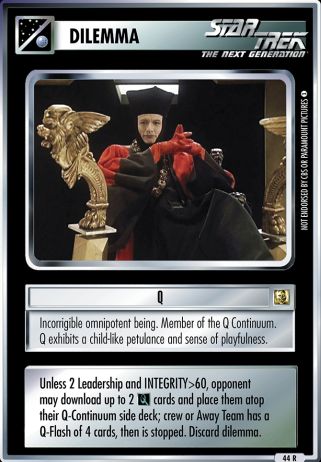 DILEMMA
STAR TREK
THE NEXT GENERATION
NOT ENDORSED BY CBS OR PARAMOUNT PICTURES
Q
Incorrigible omnipotent being. Member of the Q Continuum.
Q exhibits a child-like petulance and sense of playfulness.
Unless 2 Leadership and INTEGRITY>60, opponent
may download up to 2 cards and place them atop
their Q-Continuum side deck; crew or Away Team has a
Q-Flash of 4 cards, then is stopped. Discard dilemma.
44 R